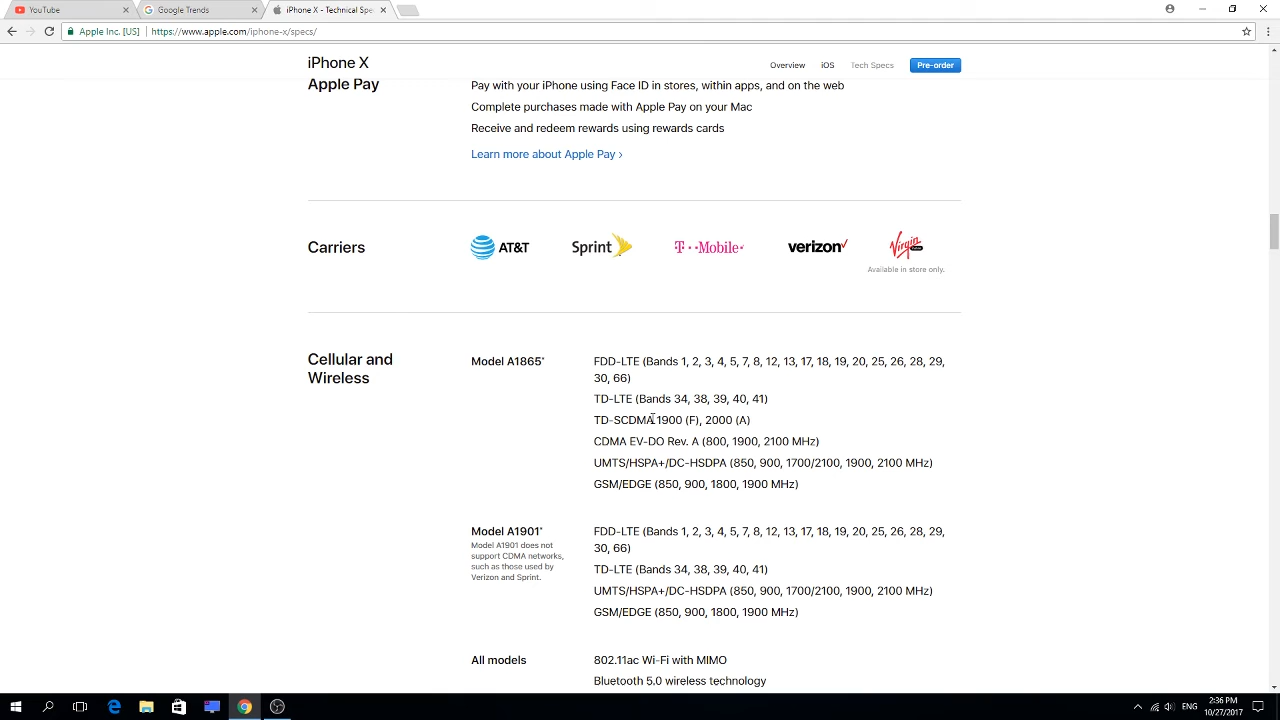 YouTube
Google Trends
iPhone X - Technical Spe
Apple Inc. [US] | https://www.apple.com/iphone-x/specs/
iPhone X
Overview iOS Tech Specs Pre-order
Apple Pay
Pay with your iPhone using Face ID in stores, within apps, and on the web
Complete purchases made with Apple Pay on your Mac
Receive and redeem rewards using rewards cards
Learn more about Apple Pay >
Carriers
AT&T Sprint T··Mobile· verizon✓ Virgin
Available in store only.
Cellular and
Wireless
Model A1865*
FDD-LTE (Bands 1, 2, 3, 4, 5, 7, 8, 12, 13, 17, 18, 19, 20, 25, 26, 28, 29,
30, 66)
TD-LTE (Bands 34, 38, 39, 40, 41)
TD-SCDMA 1900 (F), 2000 (A)
CDMA EV-DO Rev. A (800, 1900, 2100 MHz)
UMTS/HSPA+/DC-HSDPA (850, 900, 1700/2100, 1900, 2100 MHz)
GSM/EDGE (850, 900, 1800, 1900 MHz)
Model A1901*
Model A1901 does not
support CDMA networks,
such as those used by
Verizon and Sprint.
FDD-LTE (Bands 1, 2, 3, 4, 5, 7, 8, 12, 13, 17, 18, 19, 20, 25, 26, 28, 29,
30, 66)
TD-LTE (Bands 34, 38, 39, 40, 41)
UMTS/HSPA+/DC-HSDPA (850, 900, 1700/2100, 1900, 2100 MHz)
GSM/EDGE (850, 900, 1800, 1900 MHz)
All models
802.11ac Wi-Fi with MIMO
Bluetooth 5.0 wireless technology
ENG
2:36 PM
10/27/2017